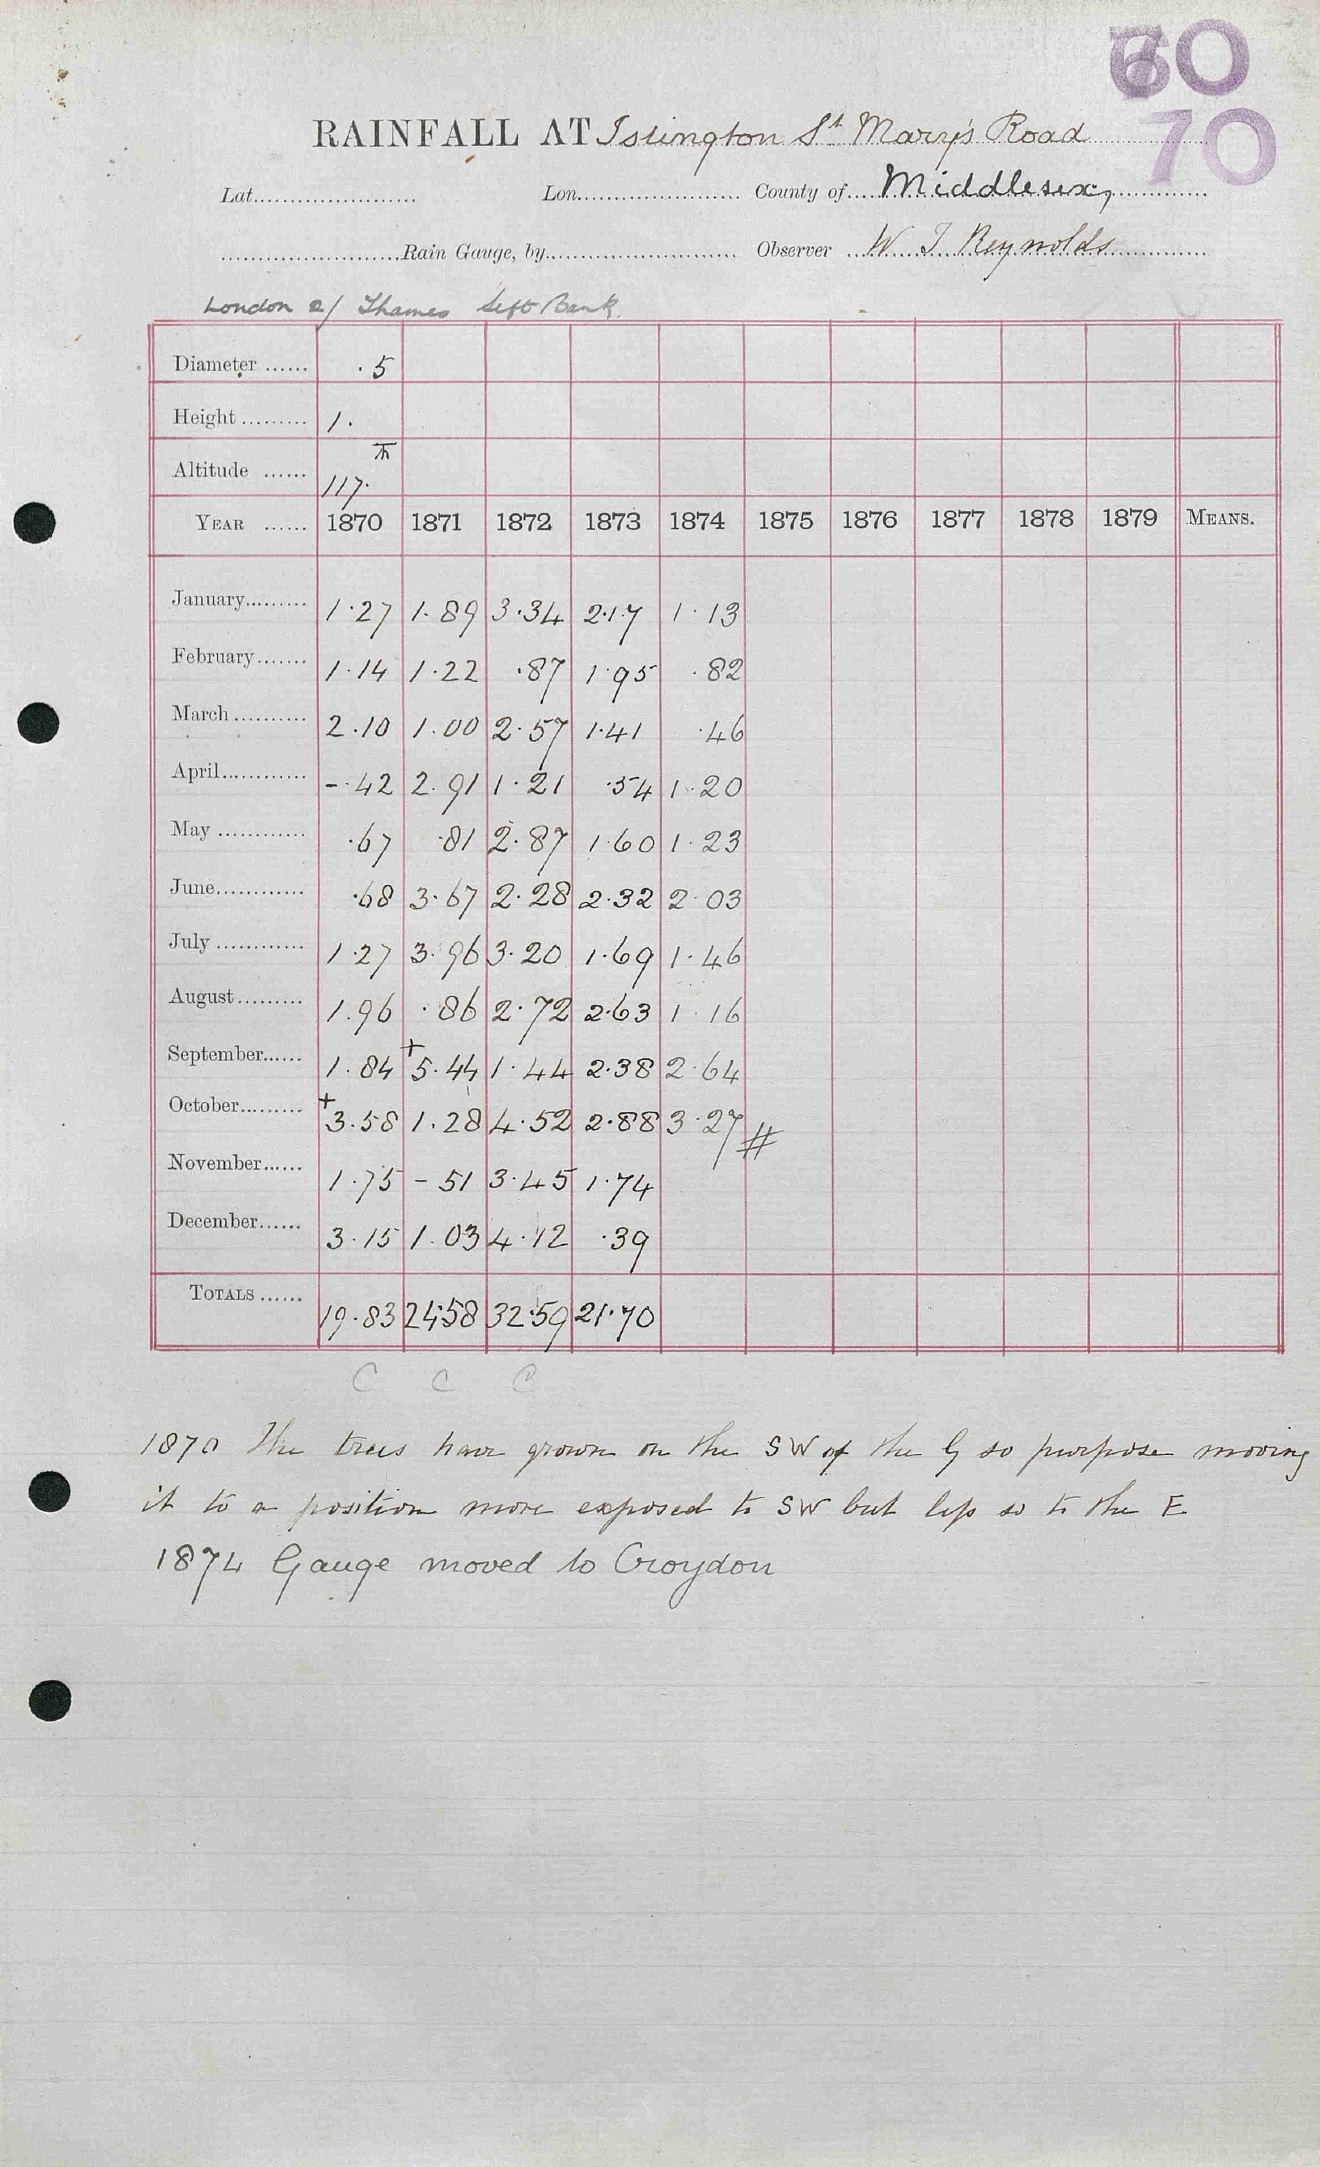 60
70
RAINFALL AT Islington St Mary's Road
Lat. Lon. County of Middlesex,
Rain Gauge, by Observer W. T. Reynolds
London 2/ Thames Left Bank.
Diameter ...... .5
Height ......... 1.
Altitude ...... 117.
YEAR ...... 1870 1871 1872 1873 1874 1875 1876 1877 1878 1879 MEANS.
January......... 1.27 1.89 3.34 2.17 1.13
February....... 1.14 1.22 .87 1.95 .82
March .......... 2.10 1.00 2.57 1.41 .46
April............ -.42 2.91 1.21 .54 1.20
May ............ .67 .81 2.87 1.60 1.23
June............ .68 3.67 2.28 2.32 2.03
July ............ 1.27 3.96 3.20 1.69 1.46
August......... 1.96 .86 2.72 2.63 1.16
September...... 1.84 +5.44 1.44 2.38 2.64
October......... +3.58 1.28 4.52 2.88 3.27 #
November...... 1.75 -51 3.45 1.74
December...... 3.15 1.03 4.12 .39
TOTALS ...... 19.83 24.58 32.59 21.70
C C C
1870 The trees have grown on the SW of the G so purpose moving
it to a position more exposed to SW but less so to the E
1874 Gauge moved to Croydon